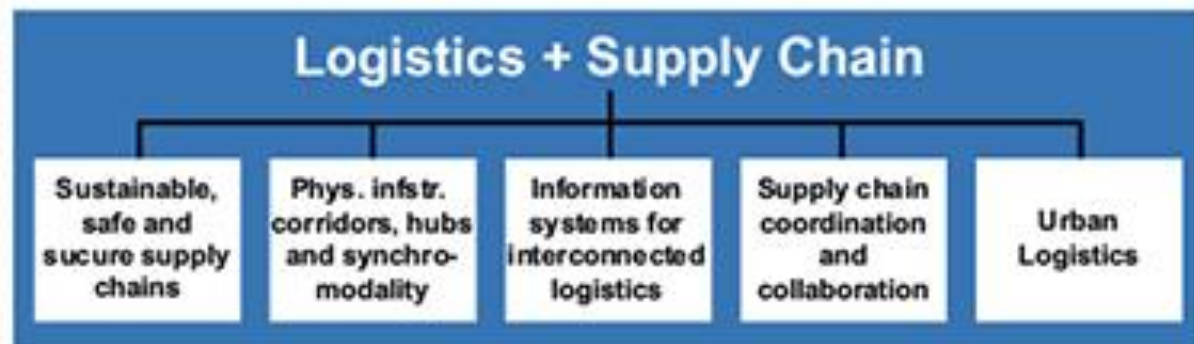 Logistics + Supply Chain
Sustainable,
safe and
sucure supply
chains
Phys. infstr.
corridors, hubs
and synchro-
modality
Information
systems for
interconnected
logistics
Supply chain
coordination
and
collaboration
Urban
Logistics